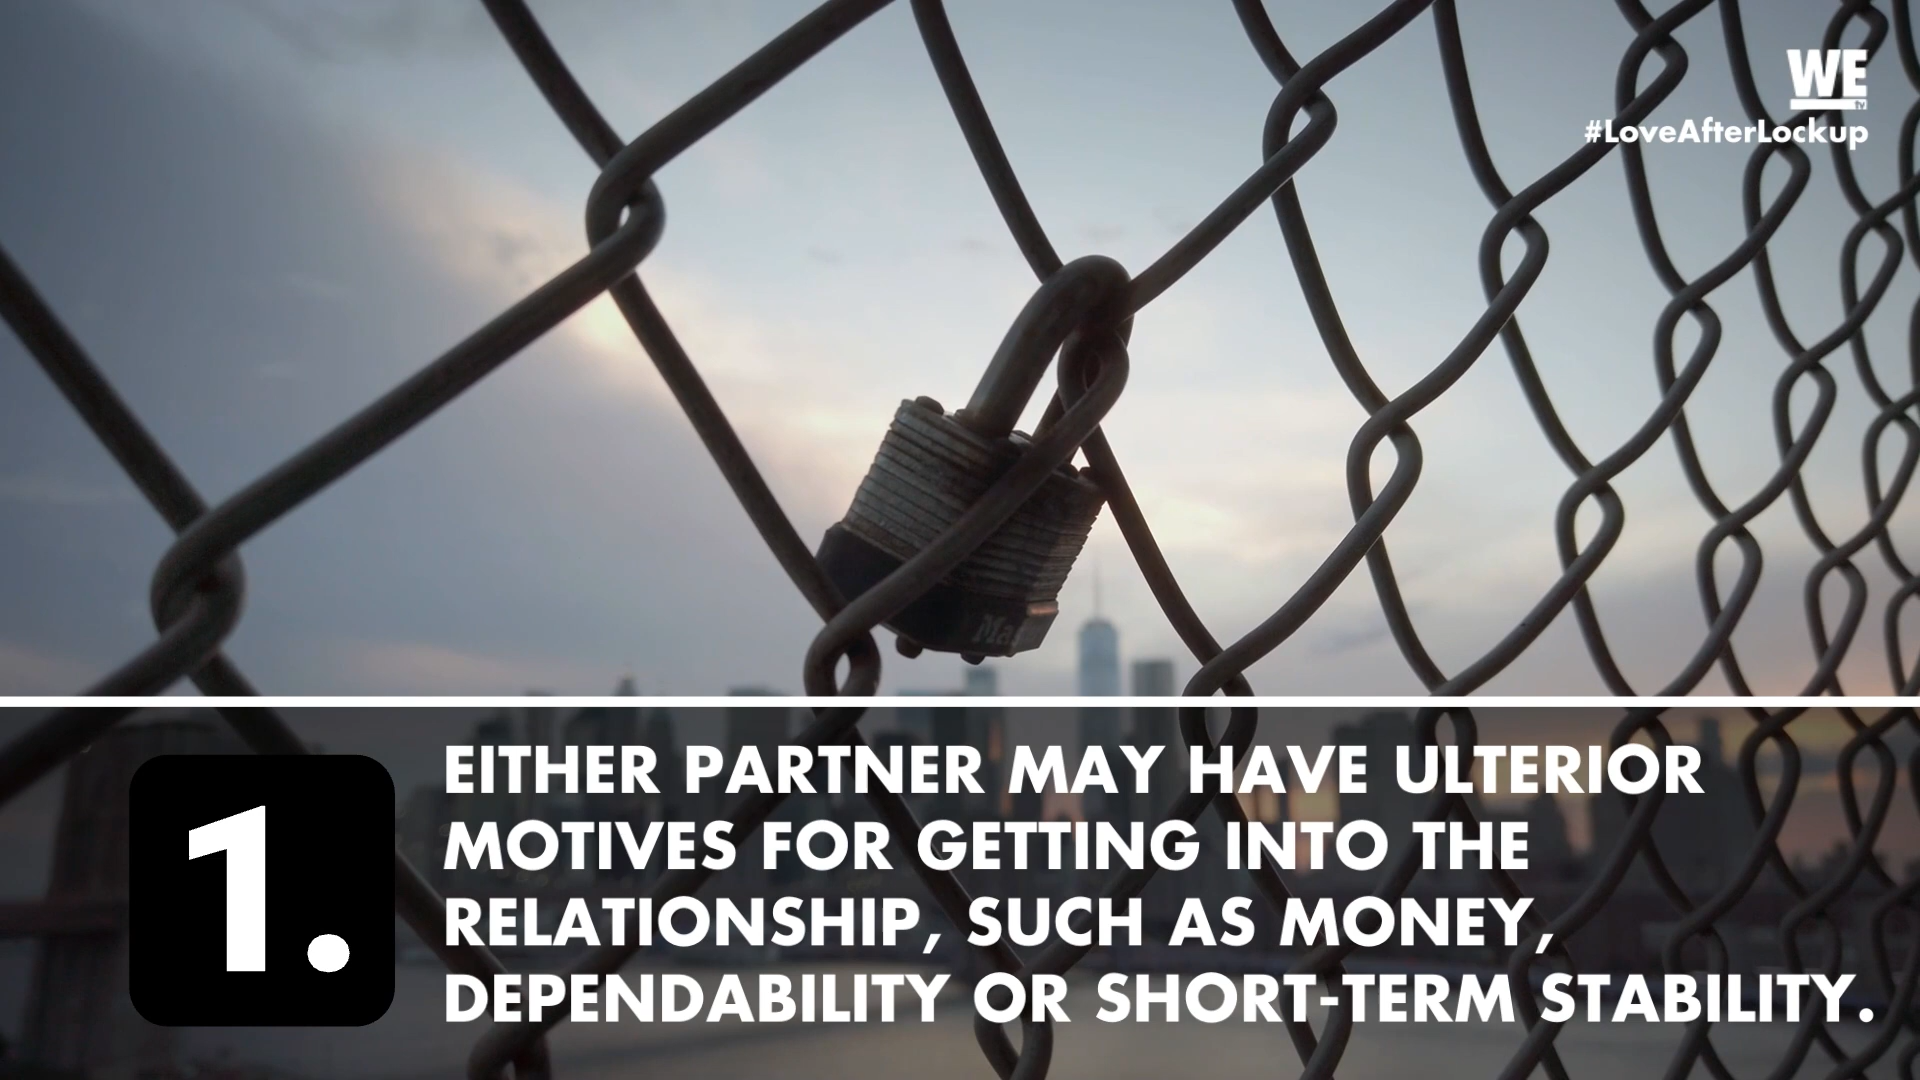 WE
tv
#LoveAfterLockup
Mas
1.
EITHER PARTNER MAY HAVE ULTERIOR
MOTIVES FOR GETTING INTO THE
RELATIONSHIP, SUCH AS MONEY,
DEPENDABILITY OR SHORT-TERM STABILITY.